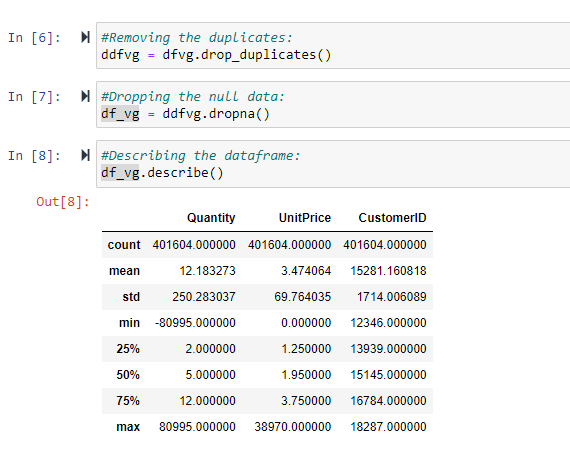 In [6]: #Removing the duplicates:
ddfvg = dfvg.drop_duplicates()
In [7]: #Dropping the null data:
df_vg = ddfvg.dropna()
In [8]: #Describing the dataframe:
df_vg.describe()
Out[8]:
Quantity UnitPrice CustomerID
count 401604.000000 401604.000000 401604.000000
mean 12.183273 3.474064 15281.160818
std 250.283037 69.764035 1714.006089
min -80995.000000 0.000000 12346.000000
25% 2.000000 1.250000 13939.000000
50% 5.000000 1.950000 15145.000000
75% 12.000000 3.750000 16784.000000
max 80995.000000 38970.000000 18287.000000